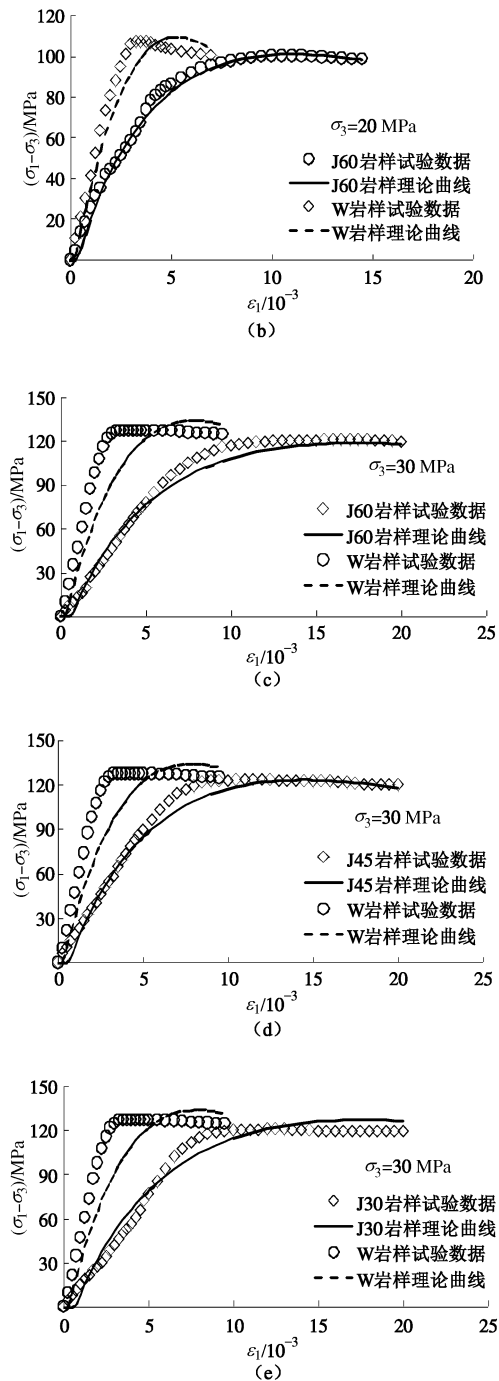 (σ₁-σ₃)/MPa
120
100
80
60
40
20
0
5
10
15
20
σ₃=20 MPa
J60岩样试验数据
J60岩样理论曲线
W岩样试验数据
W岩样理论曲线
ε₁/10⁻³
(b)
(σ₁-σ₃)/MPa
150
120
90
60
30
0
5
10
15
20
25
σ₃=30 MPa
J60岩样试验数据
J60岩样理论曲线
W岩样试验数据
W岩样理论曲线
ε₁/10⁻³
(c)
(σ₁-σ₃)/MPa
150
120
90
60
30
0
5
10
15
20
25
σ₃=30 MPa
J45岩样试验数据
J45岩样理论曲线
W岩样试验数据
W岩样理论曲线
ε₁/10⁻³
(d)
(σ₁-σ₃)/MPa
150
120
90
60
30
0
5
10
15
20
25
σ₃=30 MPa
J30岩样试验数据
J30岩样理论曲线
W岩样试验数据
W岩样理论曲线
ε₁/10⁻³
(e)